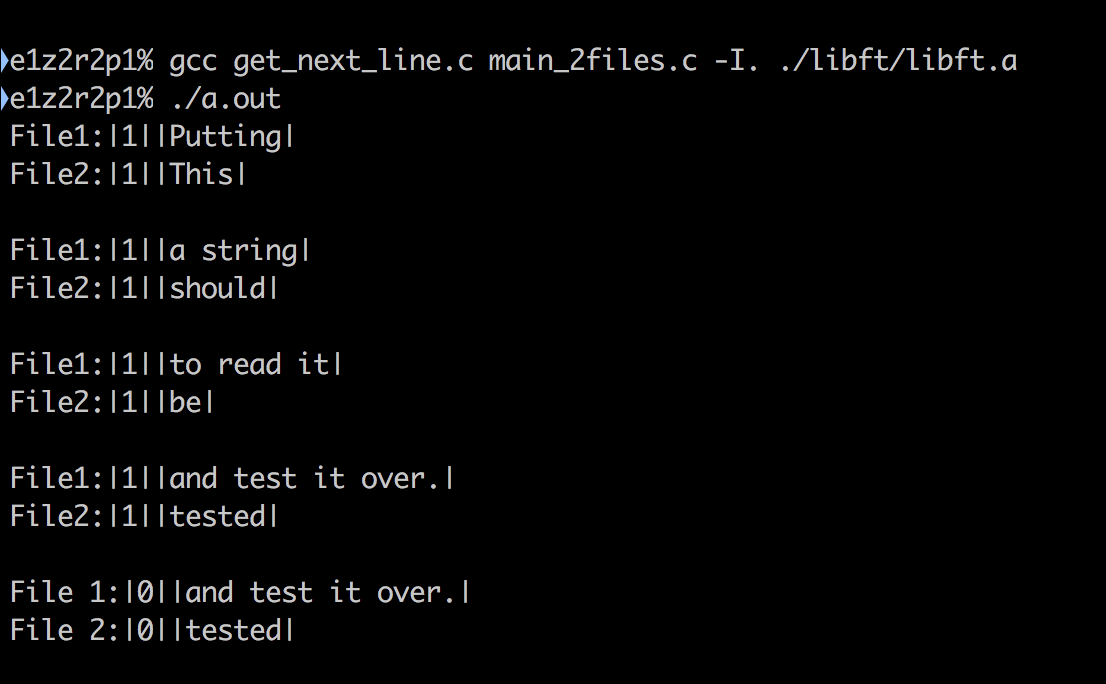 e1z2r2p1% gcc get_next_line.c main_2files.c -I. ./libft/libft.a
e1z2r2p1% ./a.out
File1:|1||Putting|
File2:|1||This|
File1:|1||a string|
File2:|1||should|
File1:|1||to read it|
File2:|1||be|
File1:|1||and test it over.|
File2:|1||tested|
File 1:|0||and test it over.|
File 2:|0||tested|